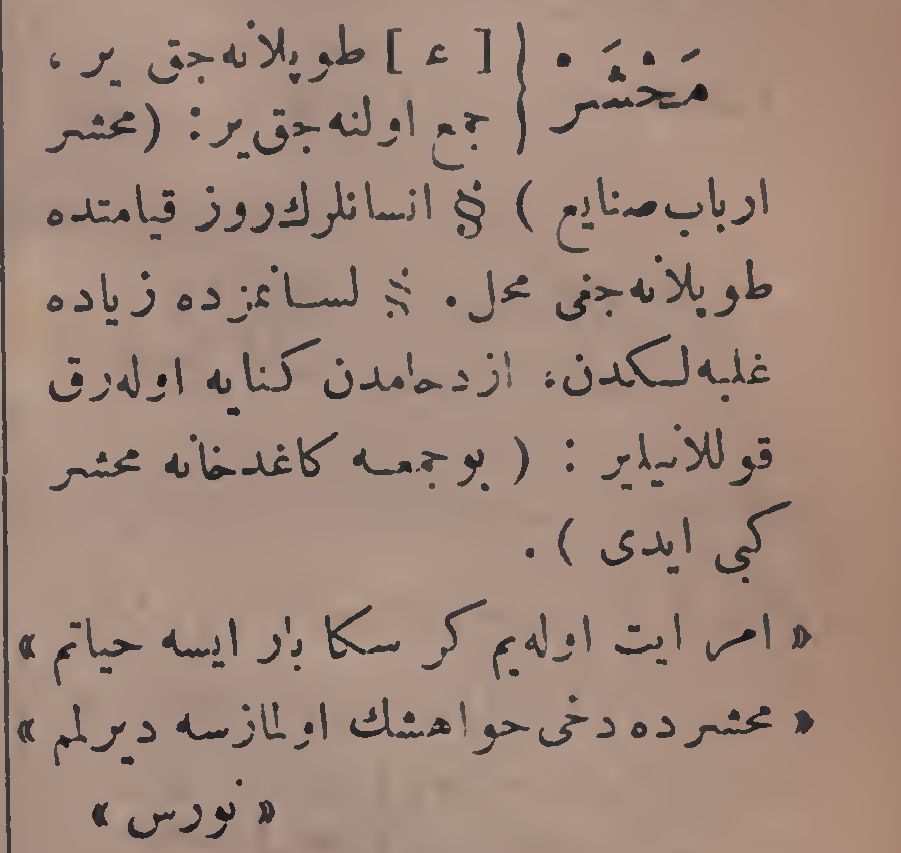 مَحْشَرْ { [ ء ] طوپلانه‌جق یر ،
جمع اولنه‌جق یر : ( محشر
ارباب صنایع ) § انسانلرك روز قیامتده
طوپلانه‌جغی محل . § لسانمزده زیاده
غلبه‌لكدن ، ازدحامدن كنایه اوله‌رق
قوللانیلیر : ( بو جمعه كاغدخانه محشر
كبی ایدی ) .
« امر ایت اوله‌یم كر سكا بار ایسه حیاتم »
« محشرده دخی خواهشك اولمازسه دیرلمم »
« نورس »